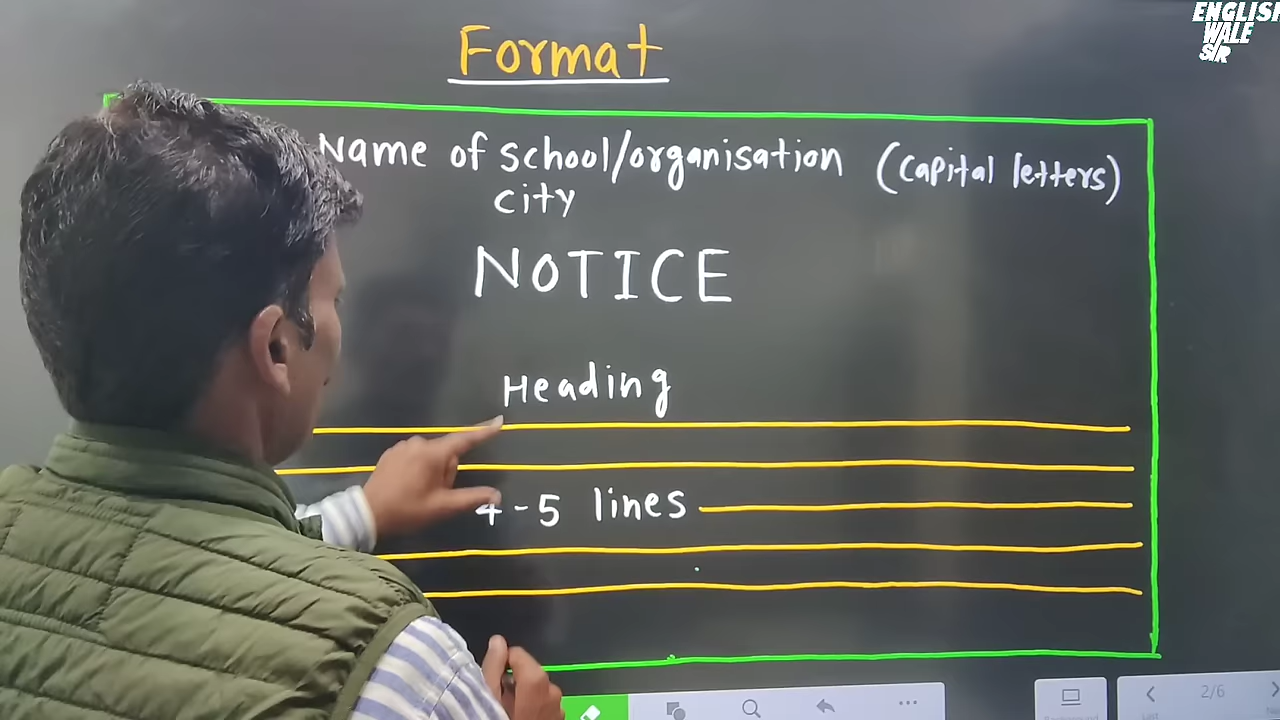 Format
ENGLISH
WALE
SIR
Name of school/organisation (capital letters)
city
NOTICE
Heading
4-5 lines
2/6